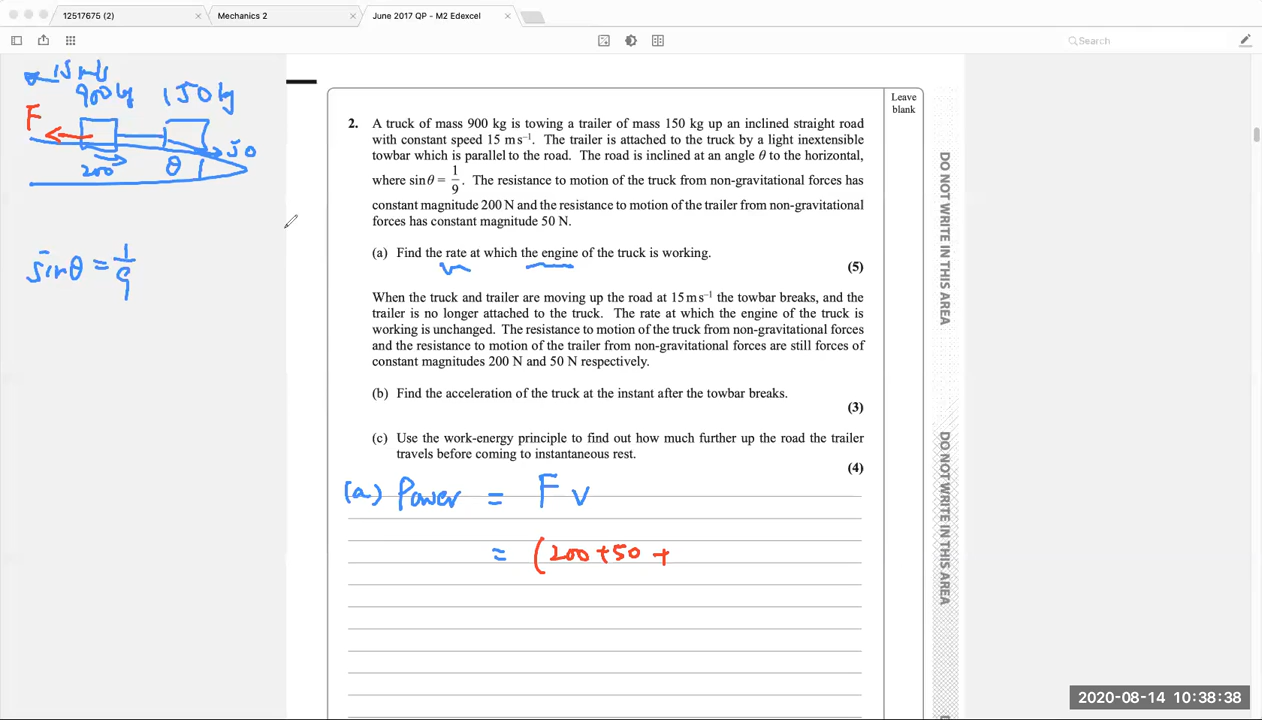 12517675 (2)
Mechanics 2
June 2017 QP - M2 Edexcel
Search
15 m/s
900kg 150kg
F
50
200 θ
sinθ = 1/9
Leave
blank
2. A truck of mass 900 kg is towing a trailer of mass 150 kg up an inclined straight road
with constant speed 15 m s⁻¹. The trailer is attached to the truck by a light inextensible
towbar which is parallel to the road. The road is inclined at an angle θ to the horizontal,
where sin θ = 1/9. The resistance to motion of the truck from non-gravitational forces has
constant magnitude 200 N and the resistance to motion of the trailer from non-gravitational
forces has constant magnitude 50 N.
(a) Find the rate at which the engine of the truck is working.
(5)
When the truck and trailer are moving up the road at 15 m s⁻¹ the towbar breaks, and the
trailer is no longer attached to the truck. The rate at which the engine of the truck is
working is unchanged. The resistance to motion of the truck from non-gravitational forces
and the resistance to motion of the trailer from non-gravitational forces are still forces of
constant magnitudes 200 N and 50 N respectively.
(b) Find the acceleration of the truck at the instant after the towbar breaks.
(3)
(c) Use the work-energy principle to find out how much further up the road the trailer
travels before coming to instantaneous rest.
(4)
(a) Power = F v
= (200 + 50 +
DO NOT WRITE IN THIS AREA
DO NOT WRITE IN THIS AREA
2020-08-14 10:38:38